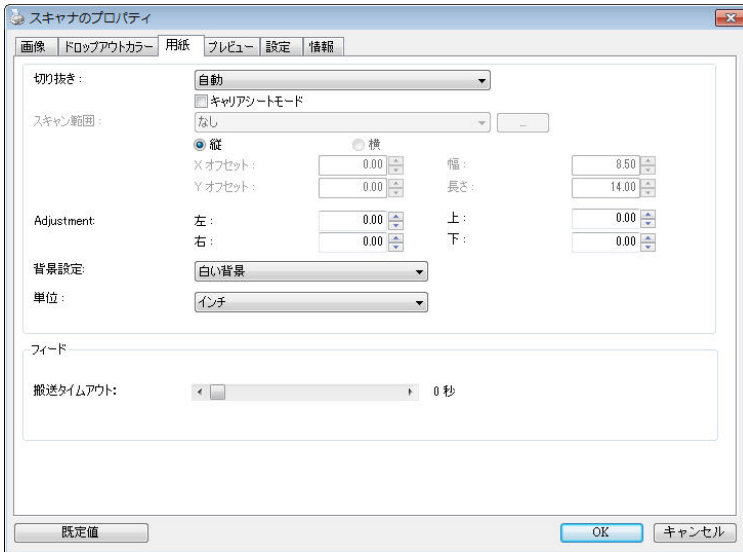 スキャナのプロパティ
画像 ドロップアウトカラー 用紙 プレビュー 設定 情報
切り抜き: 自動
キャリアシートモード
スキャン範囲: なし ...
縦 横
X オフセット: 0.00 幅: 8.50
Y オフセット: 0.00 長さ: 14.00
Adjustment: 左: 0.00 上: 0.00
右: 0.00 下: 0.00
背景設定: 白い背景
単位: インチ
フィード
搬送タイムアウト: 0 秒
既定値 OK キャンセル